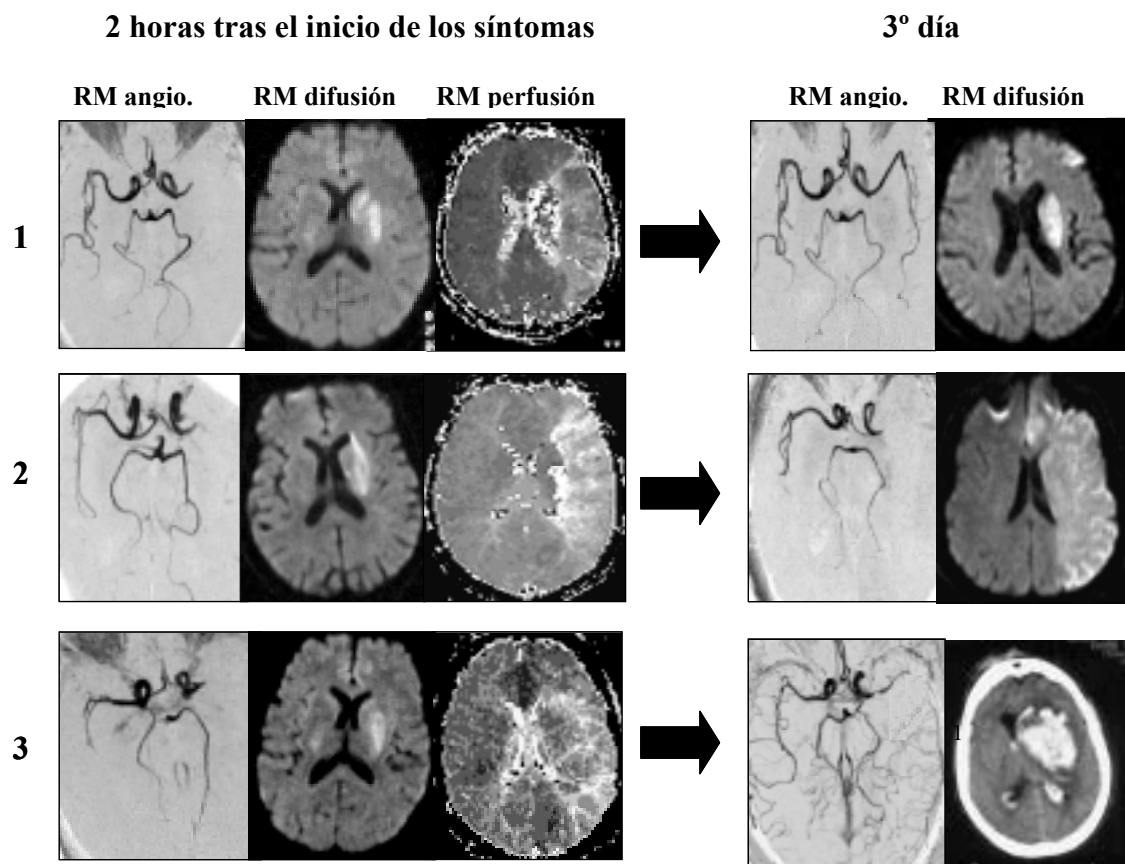 2 horas tras el inicio de los síntomas
3º día
RM angio. RM difusión RM perfusión
RM angio. RM difusión
1
2
3
1